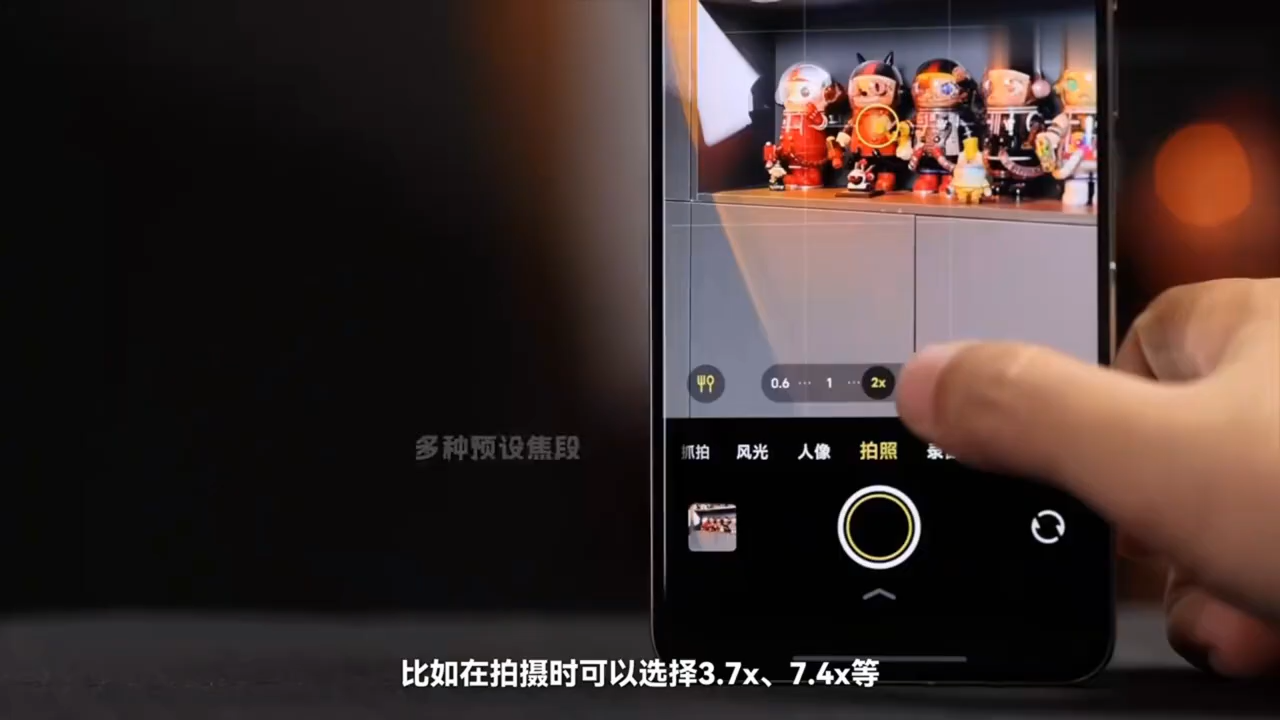 0.6 ··· 1 ··· 2x
多种预设焦段
抓拍 风光 人像 拍照
比如在拍摄时可以选择3.7x、7.4x等